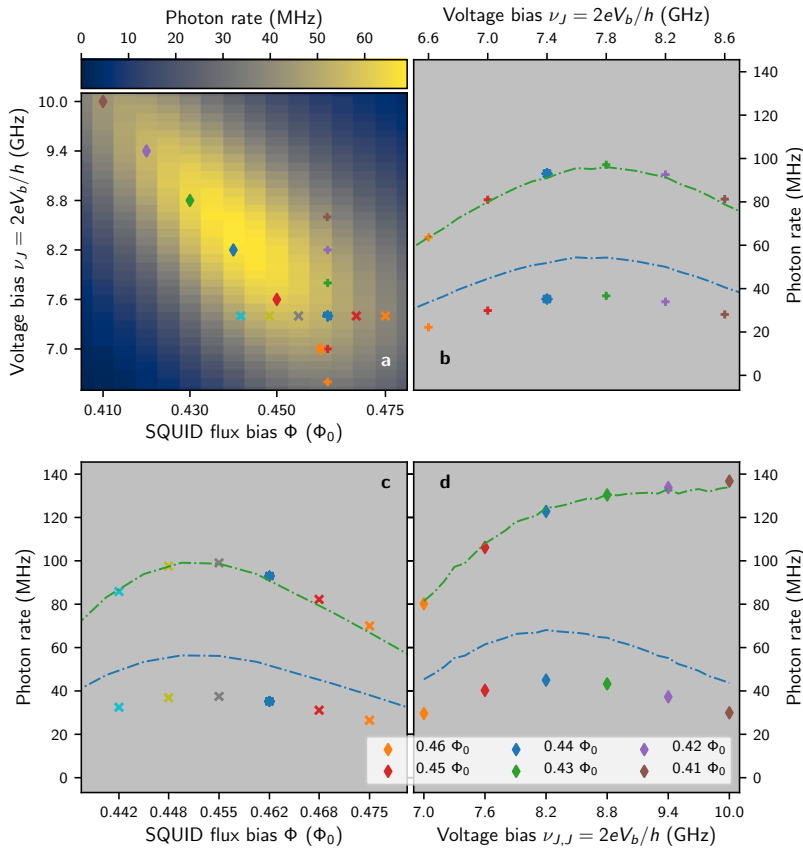 Photon rate (MHz)
0 10 20 30 40 50 60
Voltage bias ν_J = 2eV_b/h (GHz)
10.0
9.4
8.8
8.2
7.6
7.0
a
0.410 0.430 0.450 0.475
SQUID flux bias Φ (Φ_0)
Voltage bias ν_J = 2eV_b/h (GHz)
6.6 7.0 7.4 7.8 8.2 8.6
140
120
100
80
60
40
20
0
Photon rate (MHz)
b
Photon rate (MHz)
140
120
100
80
60
40
20
0
c
0.442 0.448 0.455 0.462 0.468 0.475
SQUID flux bias Φ (Φ_0)
d
140
120
100
80
60
40
20
0
Photon rate (MHz)
0.46 Φ_0 0.44 Φ_0 0.42 Φ_0
0.45 Φ_0 0.43 Φ_0 0.41 Φ_0
7.0 7.6 8.2 8.8 9.4 10.0
Voltage bias ν_{J,J} = 2eV_b/h (GHz)